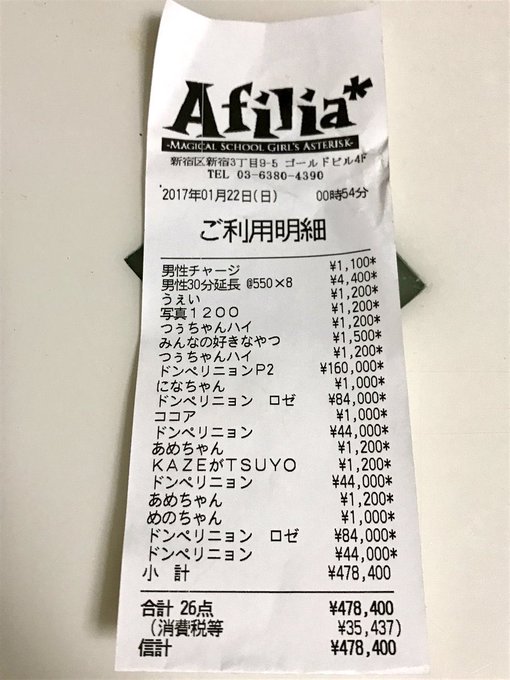 Afilia*
-MAGICAL SCHOOL GIRL'S ASTERISK-
新宿区新宿3丁目9-5 ゴールドビル4F
TEL 03-6380-4390
2017年01月22日(日) 00時54分
ご利用明細
男性チャージ ¥1,100*
男性30分延長 @550×8 ¥4,400*
うぇい ¥1,200*
写真1200 ¥1,200*
つぅちゃんハイ ¥1,200*
みんなの好きなやつ ¥1,500*
つぅちゃんハイ ¥1,200*
ドンペリニョンP2 ¥160,000*
になちゃん ¥1,000*
ドンペリニョン ロゼ ¥84,000*
ココア ¥1,000*
ドンペリニョン ¥44,000*
あめちゃん ¥1,200*
KAZEがTSUYO ¥1,200*
ドンペリニョン ¥44,000*
あめちゃん ¥1,200*
めのちゃん ¥1,000*
ドンペリニョン ロゼ ¥84,000*
ドンペリニョン ¥44,000*
小 計 ¥478,400
合計 26点 ¥478,400
(消費税等 ¥35,437)
信計 ¥478,400